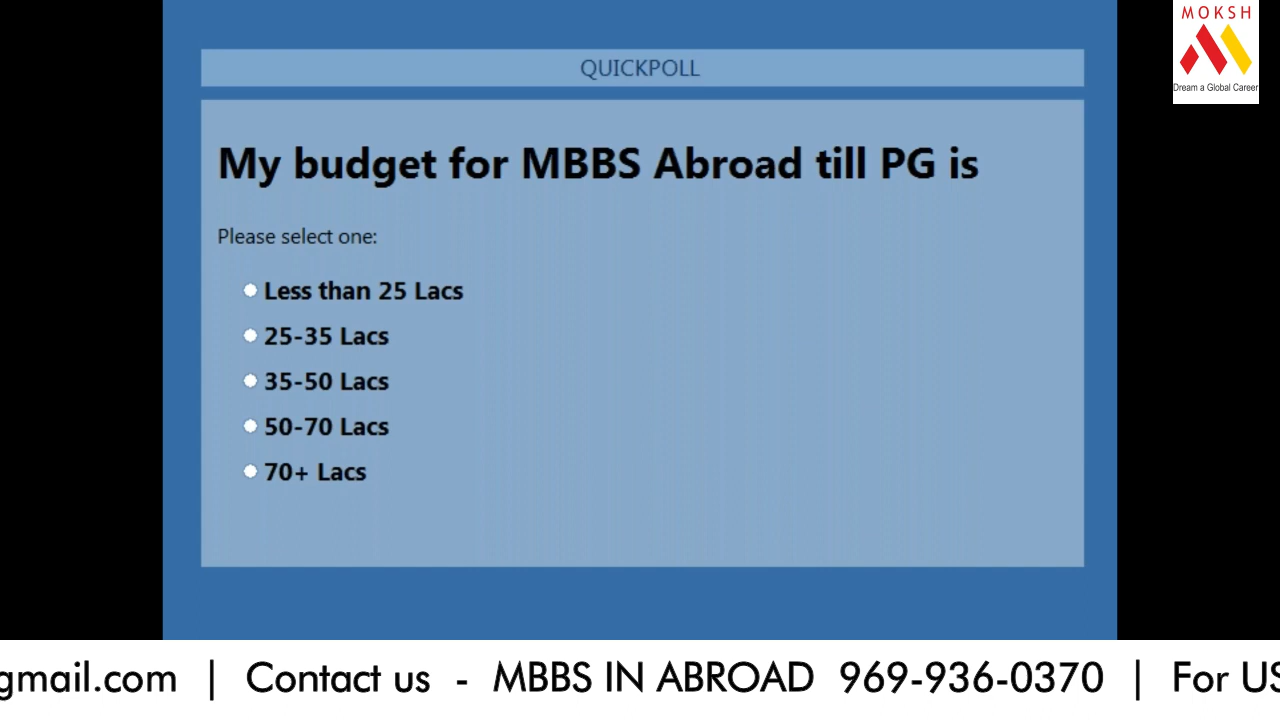 MOKSH
Dream a Global Career
QUICKPOLL
My budget for MBBS Abroad till PG is
Please select one:
Less than 25 Lacs
25-35 Lacs
35-50 Lacs
50-70 Lacs
70+ Lacs
gmail.com | Contact us - MBBS IN ABROAD 969-936-0370 | For US